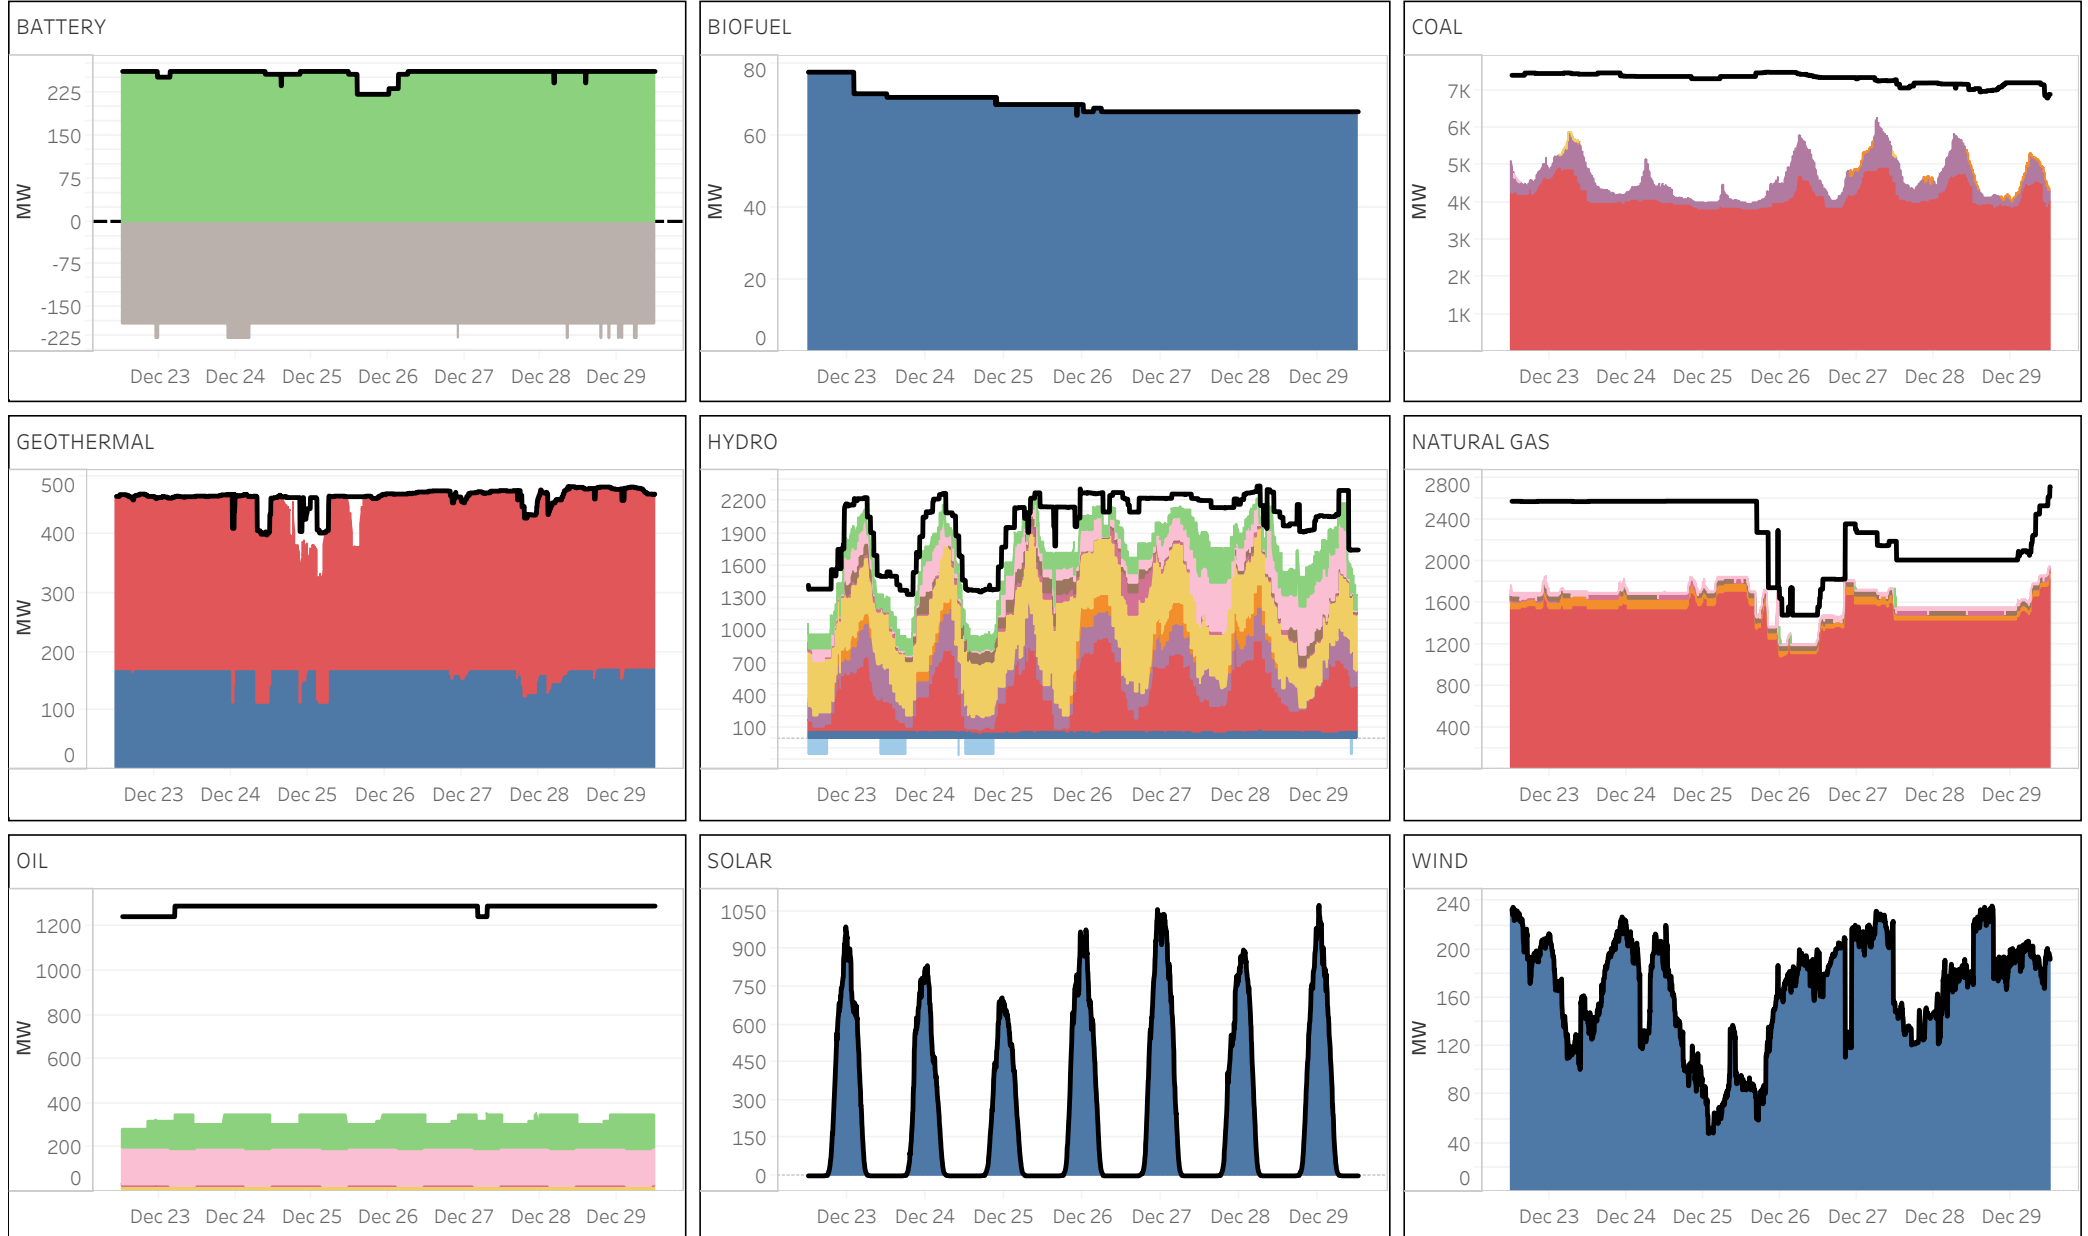 BATTERY
MW
225
150
75
0
-75
-150
-225
Dec 23 Dec 24 Dec 25 Dec 26 Dec 27 Dec 28 Dec 29
BIOFUEL
MW
80
60
40
20
0
Dec 23 Dec 24 Dec 25 Dec 26 Dec 27 Dec 28 Dec 29
COAL
MW
7K
6K
5K
4K
3K
2K
1K
Dec 23 Dec 24 Dec 25 Dec 26 Dec 27 Dec 28 Dec 29
GEOTHERMAL
MW
500
400
300
200
100
0
Dec 23 Dec 24 Dec 25 Dec 26 Dec 27 Dec 28 Dec 29
HYDRO
2200
1900
1600
1300
1000
700
400
100
Dec 23 Dec 24 Dec 25 Dec 26 Dec 27 Dec 28 Dec 29
NATURAL GAS
2800
2400
2000
1600
1200
800
400
Dec 23 Dec 24 Dec 25 Dec 26 Dec 27 Dec 28 Dec 29
OIL
MW
1200
1000
800
600
400
200
0
Dec 23 Dec 24 Dec 25 Dec 26 Dec 27 Dec 28 Dec 29
SOLAR
1050
900
750
600
450
300
150
0
Dec 23 Dec 24 Dec 25 Dec 26 Dec 27 Dec 28 Dec 29
WIND
MW
240
200
160
120
80
40
0
Dec 23 Dec 24 Dec 25 Dec 26 Dec 27 Dec 28 Dec 29